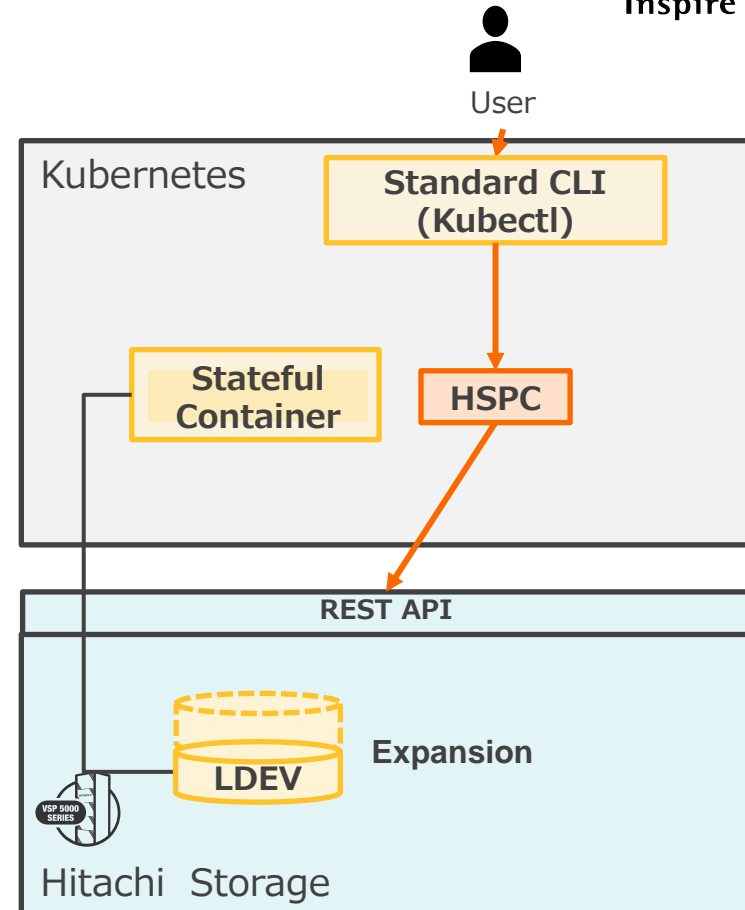 Inspire
User
Kubernetes
Standard CLI
(Kubectl)
Stateful
Container
HSPC
REST API
Expansion
LDEV
VSP 5000
SERIES
Hitachi Storage